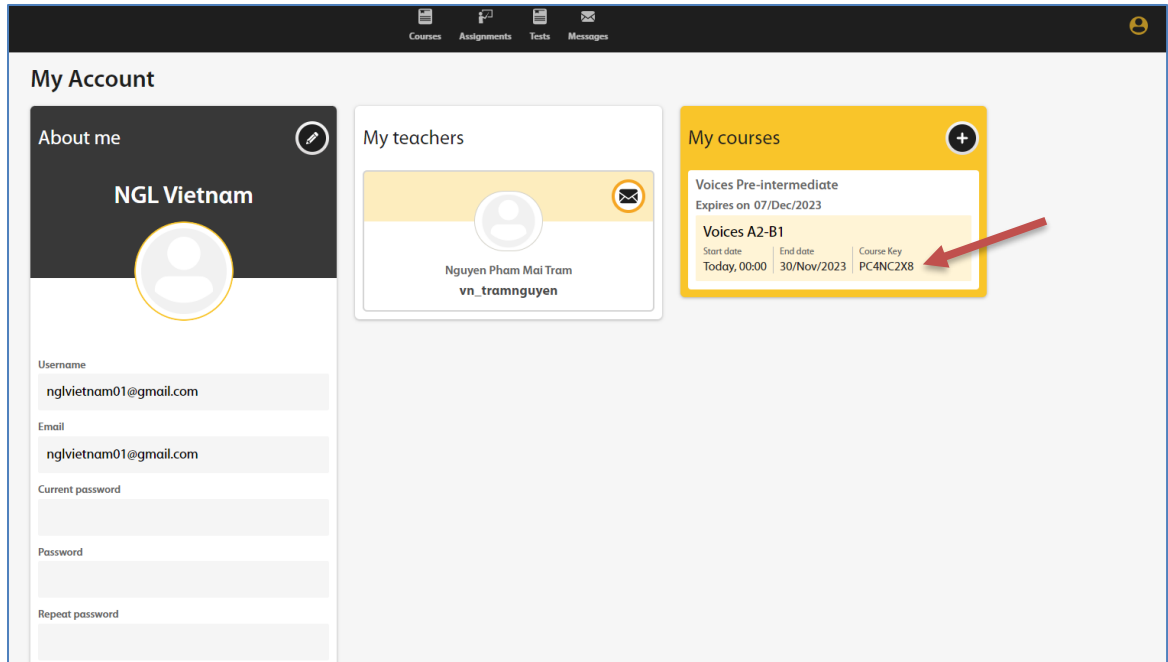 Courses Assignments Tests Messages
My Account
About me
NGL Vietnam
Username
nglvietnam01@gmail.com
Email
nglvietnam01@gmail.com
Current password
Password
Repeat password
My teachers
Nguyen Pham Mai Tram
vn_tramnguyen
My courses
Voices Pre-intermediate
Expires on 07/Dec/2023
Voices A2-B1
Start date End date Course Key
Today, 00:00 30/Nov/2023 PC4NC2X8